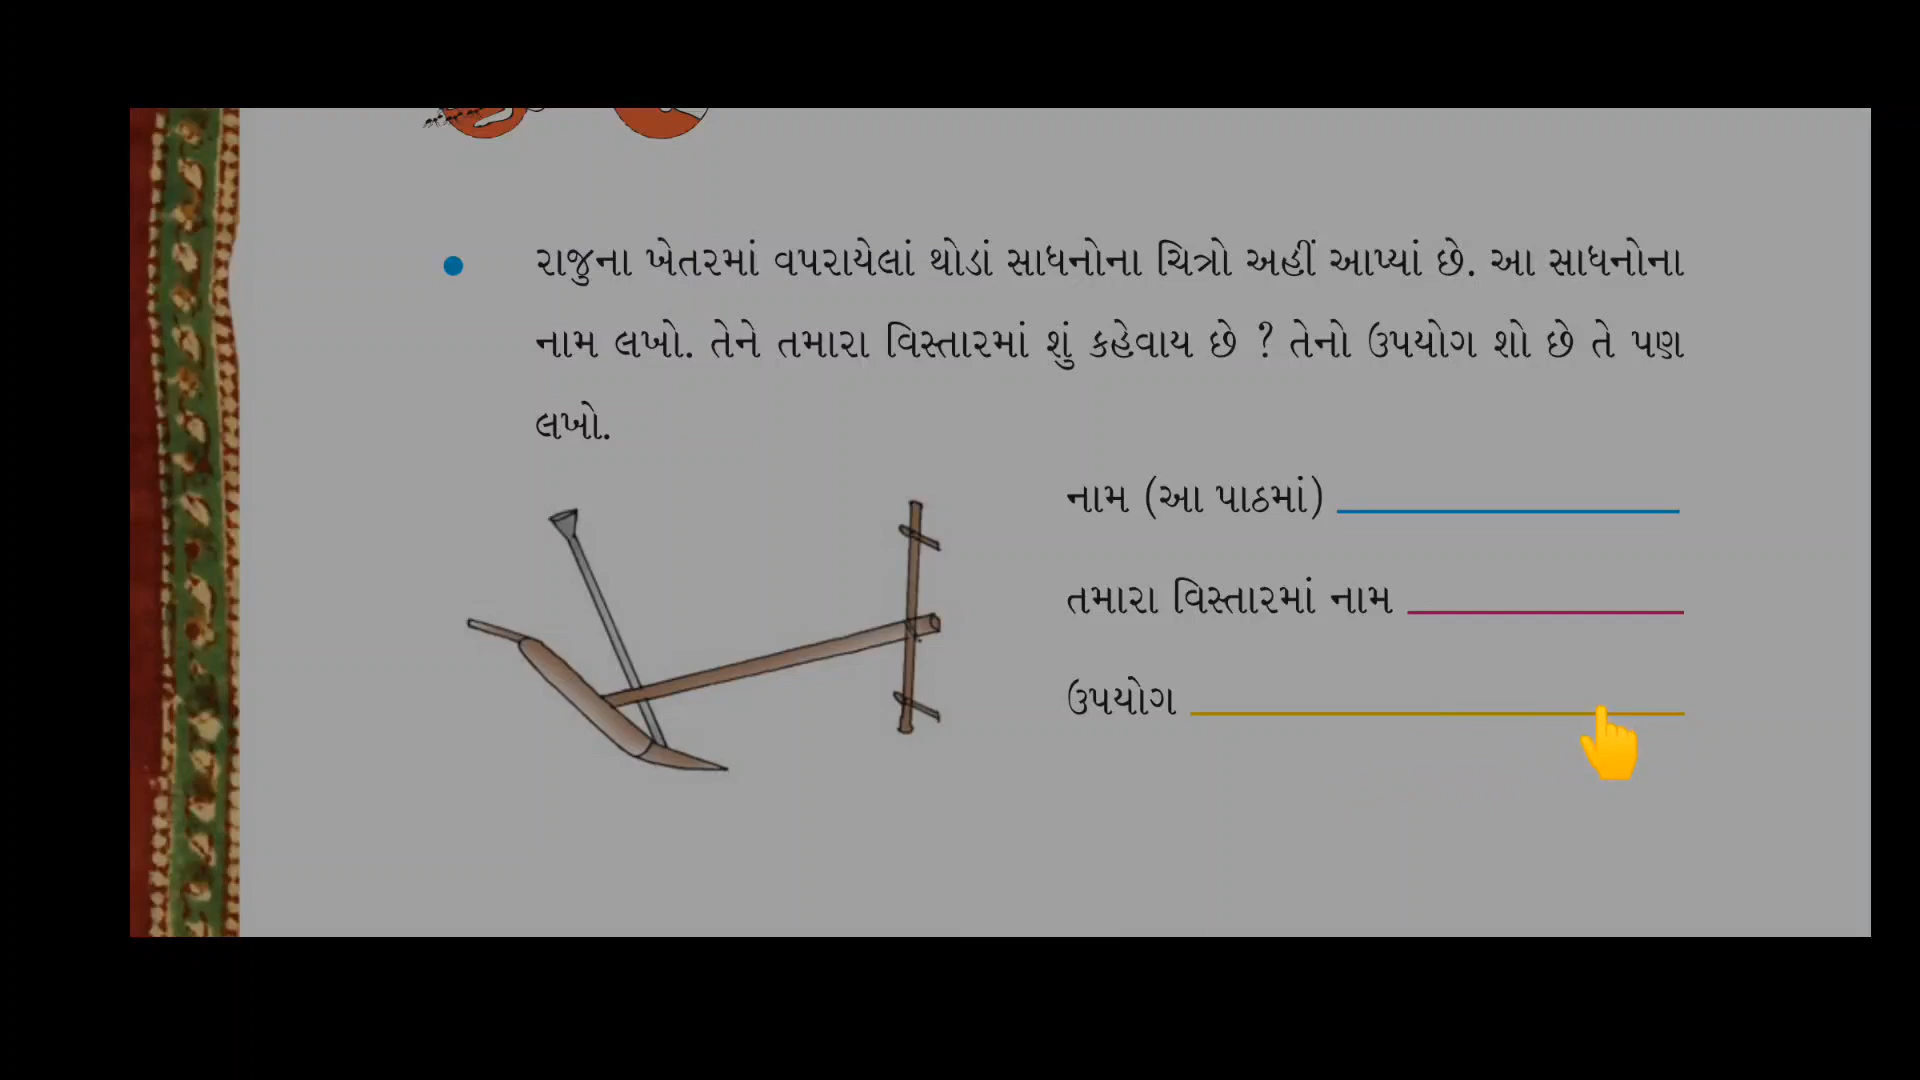 રાજુના ખેતરમાં વપરાયેલાં થોડાં સાધનોના ચિત્રો અહીં આપ્યાં છે. આ સાધનોના
નામ લખો. તેને તમારા વિસ્તારમાં શું કહેવાય છે ? તેનો ઉપયોગ શો છે તે પણ
લખો.
નામ (આ પાઠમાં)
તમારા વિસ્તારમાં નામ
ઉપયોગ